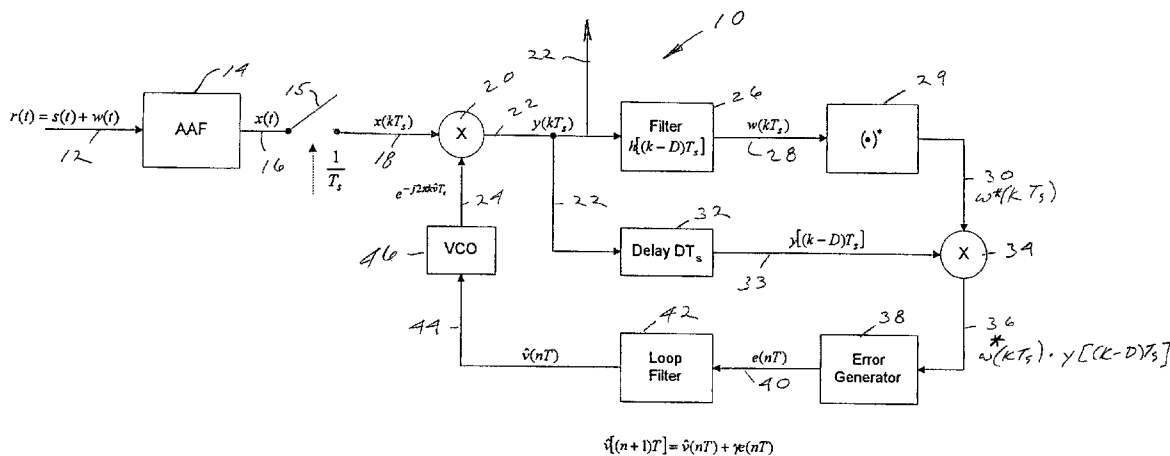 10
14
20
22
22
26
29
15
r(t) = s(t) + w(t)
AAF
x(t)
x(kT_s)
X
y(kT_s)
Filter
h[(k − D)T_s]
w(kT_s)
(•)*
12
16
1/T_s
18
28
e^{-j2πkν̂T_s}
24
22
32
30
w*(kT_s)
46
VCO
Delay DT_s
y[(k − D)T_s]
33
X
34
44
42
38
36
w*(kT_s) · y[(k-D)T_s]
ν̂(nT)
Loop
Filter
e(nT)
40
Error
Generator
ν̂[(n + 1)T] = ν̂(nT) + γe(nT)